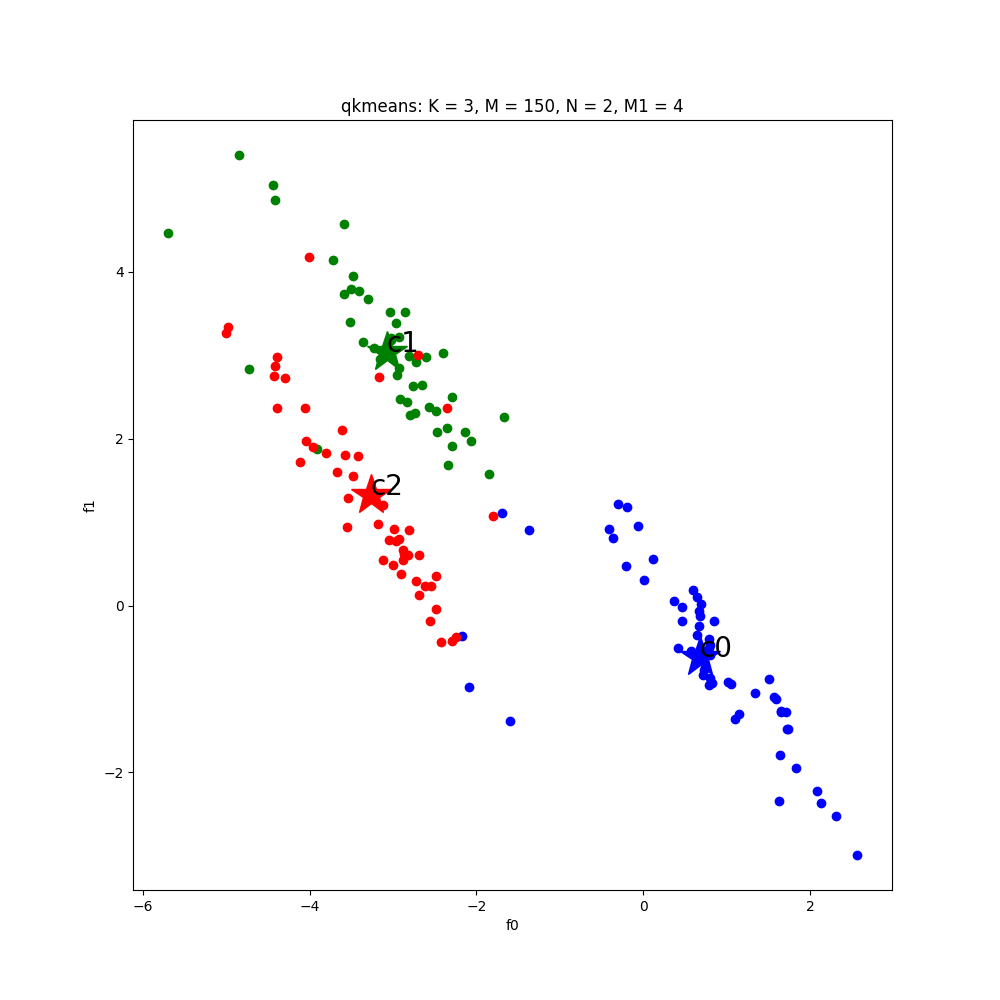 qkmeans: K = 3, M = 150, N = 2, M1 = 4
4
2
0
−2
f1
c1
c2
c0
−6
−4
−2
0
2
f0